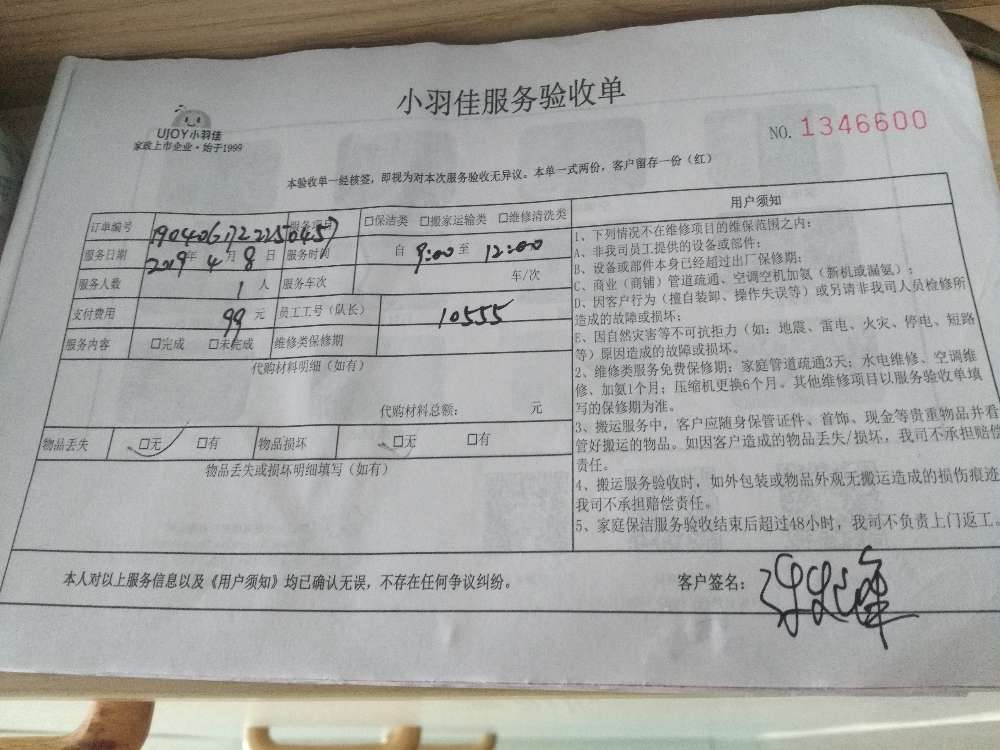 小羽佳服务验收单
UJOY小羽佳
家政上市企业·始于1999
NO. 1346600
本验收单一经核签，即视为对本次服务验收无异议。本单一式两份，客户留存一份（红）
订单编号 服务项目 □保洁类 □搬家运输类 □维修清洗类
服务日期 2019年4月8日 服务时间 自 9:00 至 12:00
服务人数 1 人 服务车次 车/次
支付费用 99 元 员工工号（队长） 10555
服务内容 □完成 □未完成 维修类保修期
代购材料明细（如有）
代购材料总额： 元
物品丢失 □无 □有 物品损坏 □无 □有
物品丢失或损坏明细填写（如有）
用户须知
1、下列情况不在维修项目的维保范围之内：
A、非我司员工提供的设备或部件；
B、设备或部件本身已经超过出厂保修期；
C、商业（商铺）管道疏通、空调空机加氨（新机或漏氨）；
D、因客户行为（擅自装卸、操作失误等）或另请非我司人员检修所
造成的故障或损坏；
E、因自然灾害等不可抗拒力（如：地震、雷电、火灾、停电、短路
等）原因造成的故障或损坏。
2、维修类服务免费保修期：家庭管道疏通3天；水电维修、空调维
修、加氨1个月；压缩机更换6个月。其他维修项目以服务验收单填
写的保修期为准。
3、搬运服务中，客户应随身保管证件、首饰、现金等贵重物品并看
管好搬运的物品。如因客户造成的物品丢失/损坏，我司不承担赔偿
责任。
4、搬运服务验收时，如外包装或物品外观无搬运造成的损伤痕迹
我司不承担赔偿责任。
5、家庭保洁服务验收结束后超过48小时，我司不负责上门返工。
本人对以上服务信息以及《用户须知》均已确认无误，不存在任何争议纠纷。
客户签名：